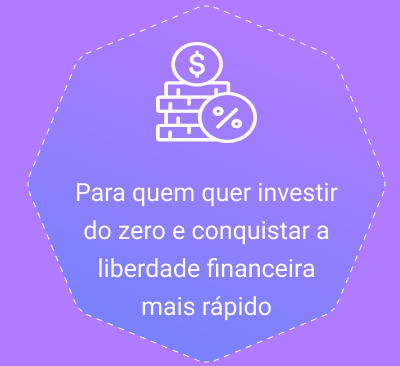 $
%
Para quem quer investir
do zero e conquistar a
liberdade financeira
mais rápido